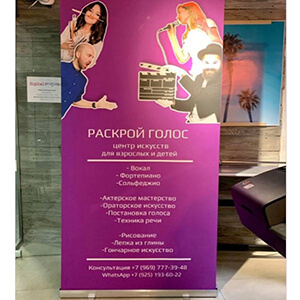 РАСКРОЙ ГОЛОС
центр искусств
для взрослых и детей
- Вокал
- Фортепиано
- Сольфеджио
-Актерское мастерство
-Ораторское искусство
-Постановка голоса
-Техника речи
-Рисование
-Лепка из глины
-Гончарное искусство
Консультация +7 (969) 777-39-48
WhatsApp +7 (925) 193-60-22